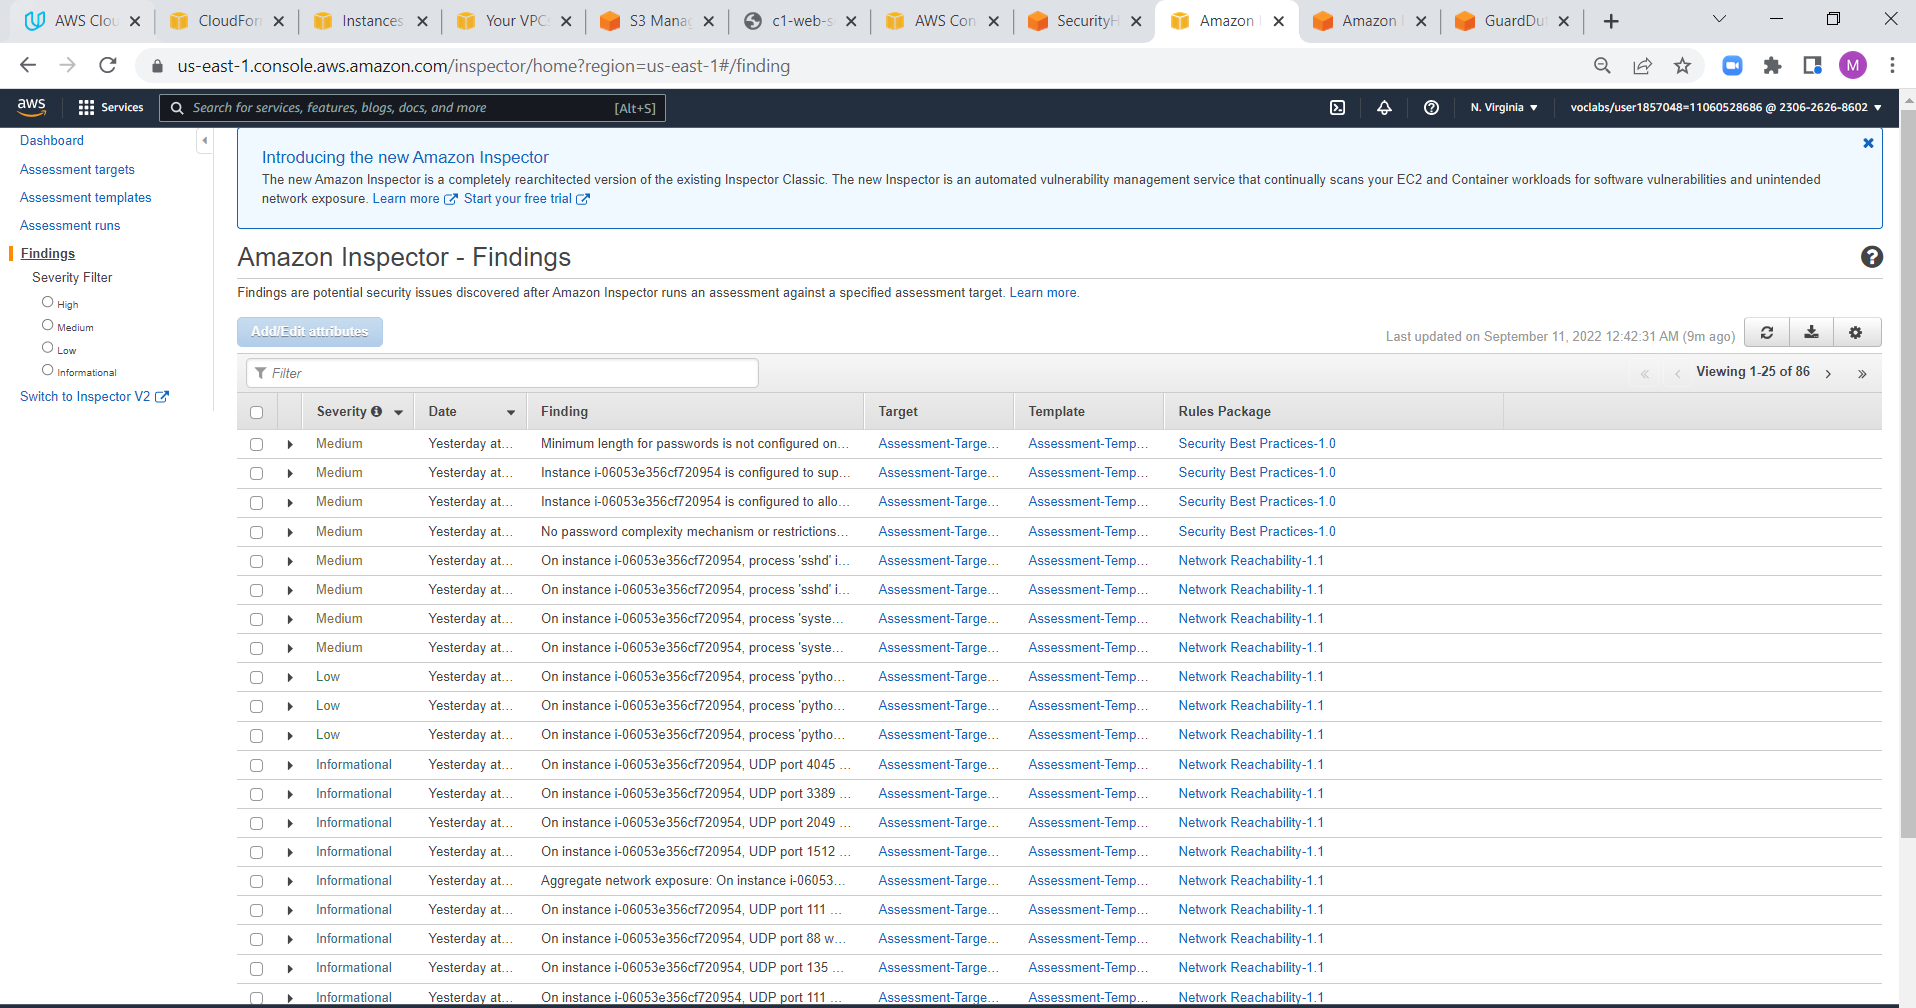 AWS Clou
CloudFor
Instances
Your VPC
S3 Mana
c1-web-s
AWS Con
SecurityH
Amazon
Amazon
GuardDu
us-east-1.console.aws.amazon.com/inspector/home?region=us-east-1#/finding
M
aws
Services
Search for services, features, blogs, docs, and more
[Alt+S]
N. Virginia
voclabs/user1857048=11060528686 @ 2306-2626-8602
Dashboard
Assessment targets
Assessment templates
Assessment runs
Findings
Severity Filter
High
Medium
Low
Informational
Switch to Inspector V2
Introducing the new Amazon Inspector
The new Amazon Inspector is a completely rearchitected version of the existing Inspector Classic. The new Inspector is an automated vulnerability management service that continually scans your EC2 and Container workloads for software vulnerabilities and unintended
network exposure. Learn more Start your free trial
Amazon Inspector - Findings
Findings are potential security issues discovered after Amazon Inspector runs an assessment against a specified assessment target. Learn more.
Add/Edit attributes
Last updated on September 11, 2022 12:42:31 AM (9m ago)
Filter
« ‹ Viewing 1-25 of 86 › »
Severity Date Finding Target Template Rules Package
Medium Yesterday at... Minimum length for passwords is not configured on... Assessment-Targe... Assessment-Temp... Security Best Practices-1.0
Medium Yesterday at... Instance i-06053e356cf720954 is configured to sup... Assessment-Targe... Assessment-Temp... Security Best Practices-1.0
Medium Yesterday at... Instance i-06053e356cf720954 is configured to allo... Assessment-Targe... Assessment-Temp... Security Best Practices-1.0
Medium Yesterday at... No password complexity mechanism or restrictions... Assessment-Targe... Assessment-Temp... Security Best Practices-1.0
Medium Yesterday at... On instance i-06053e356cf720954, process 'sshd' i... Assessment-Targe... Assessment-Temp... Network Reachability-1.1
Medium Yesterday at... On instance i-06053e356cf720954, process 'sshd' i... Assessment-Targe... Assessment-Temp... Network Reachability-1.1
Medium Yesterday at... On instance i-06053e356cf720954, process 'syste... Assessment-Targe... Assessment-Temp... Network Reachability-1.1
Medium Yesterday at... On instance i-06053e356cf720954, process 'syste... Assessment-Targe... Assessment-Temp... Network Reachability-1.1
Low Yesterday at... On instance i-06053e356cf720954, process 'pytho... Assessment-Targe... Assessment-Temp... Network Reachability-1.1
Low Yesterday at... On instance i-06053e356cf720954, process 'pytho... Assessment-Targe... Assessment-Temp... Network Reachability-1.1
Low Yesterday at... On instance i-06053e356cf720954, process 'pytho... Assessment-Targe... Assessment-Temp... Network Reachability-1.1
Informational Yesterday at... On instance i-06053e356cf720954, UDP port 4045 ... Assessment-Targe... Assessment-Temp... Network Reachability-1.1
Informational Yesterday at... On instance i-06053e356cf720954, UDP port 3389 ... Assessment-Targe... Assessment-Temp... Network Reachability-1.1
Informational Yesterday at... On instance i-06053e356cf720954, UDP port 2049 ... Assessment-Targe... Assessment-Temp... Network Reachability-1.1
Informational Yesterday at... On instance i-06053e356cf720954, UDP port 1512 ... Assessment-Targe... Assessment-Temp... Network Reachability-1.1
Informational Yesterday at... Aggregate network exposure: On instance i-06053... Assessment-Targe... Assessment-Temp... Network Reachability-1.1
Informational Yesterday at... On instance i-06053e356cf720954, UDP port 111 ... Assessment-Targe... Assessment-Temp... Network Reachability-1.1
Informational Yesterday at... On instance i-06053e356cf720954, UDP port 88 w... Assessment-Targe... Assessment-Temp... Network Reachability-1.1
Informational Yesterday at... On instance i-06053e356cf720954, UDP port 135 ... Assessment-Targe... Assessment-Temp... Network Reachability-1.1
Informational Yesterday at... On instance i-06053e356cf720954, UDP port 111 ... Assessment-Targe... Assessment-Temp... Network Reachability-1.1